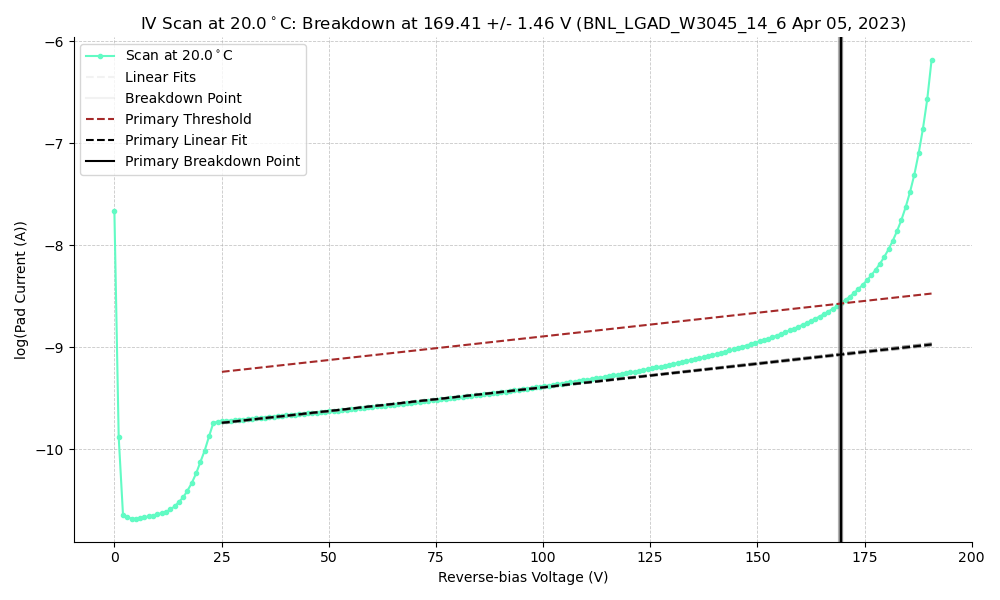 IV Scan at 20.0°C: Breakdown at 169.41 +/- 1.46 V (BNL_LGAD_W3045_14_6 Apr 05, 2023)
Scan at 20.0°C
Linear Fits
Breakdown Point
Primary Threshold
Primary Linear Fit
Primary Breakdown Point
log(Pad Current (A))
−6
−7
−8
−9
−10
0 25 50 75 100 125 150 175 200
Reverse-bias Voltage (V)